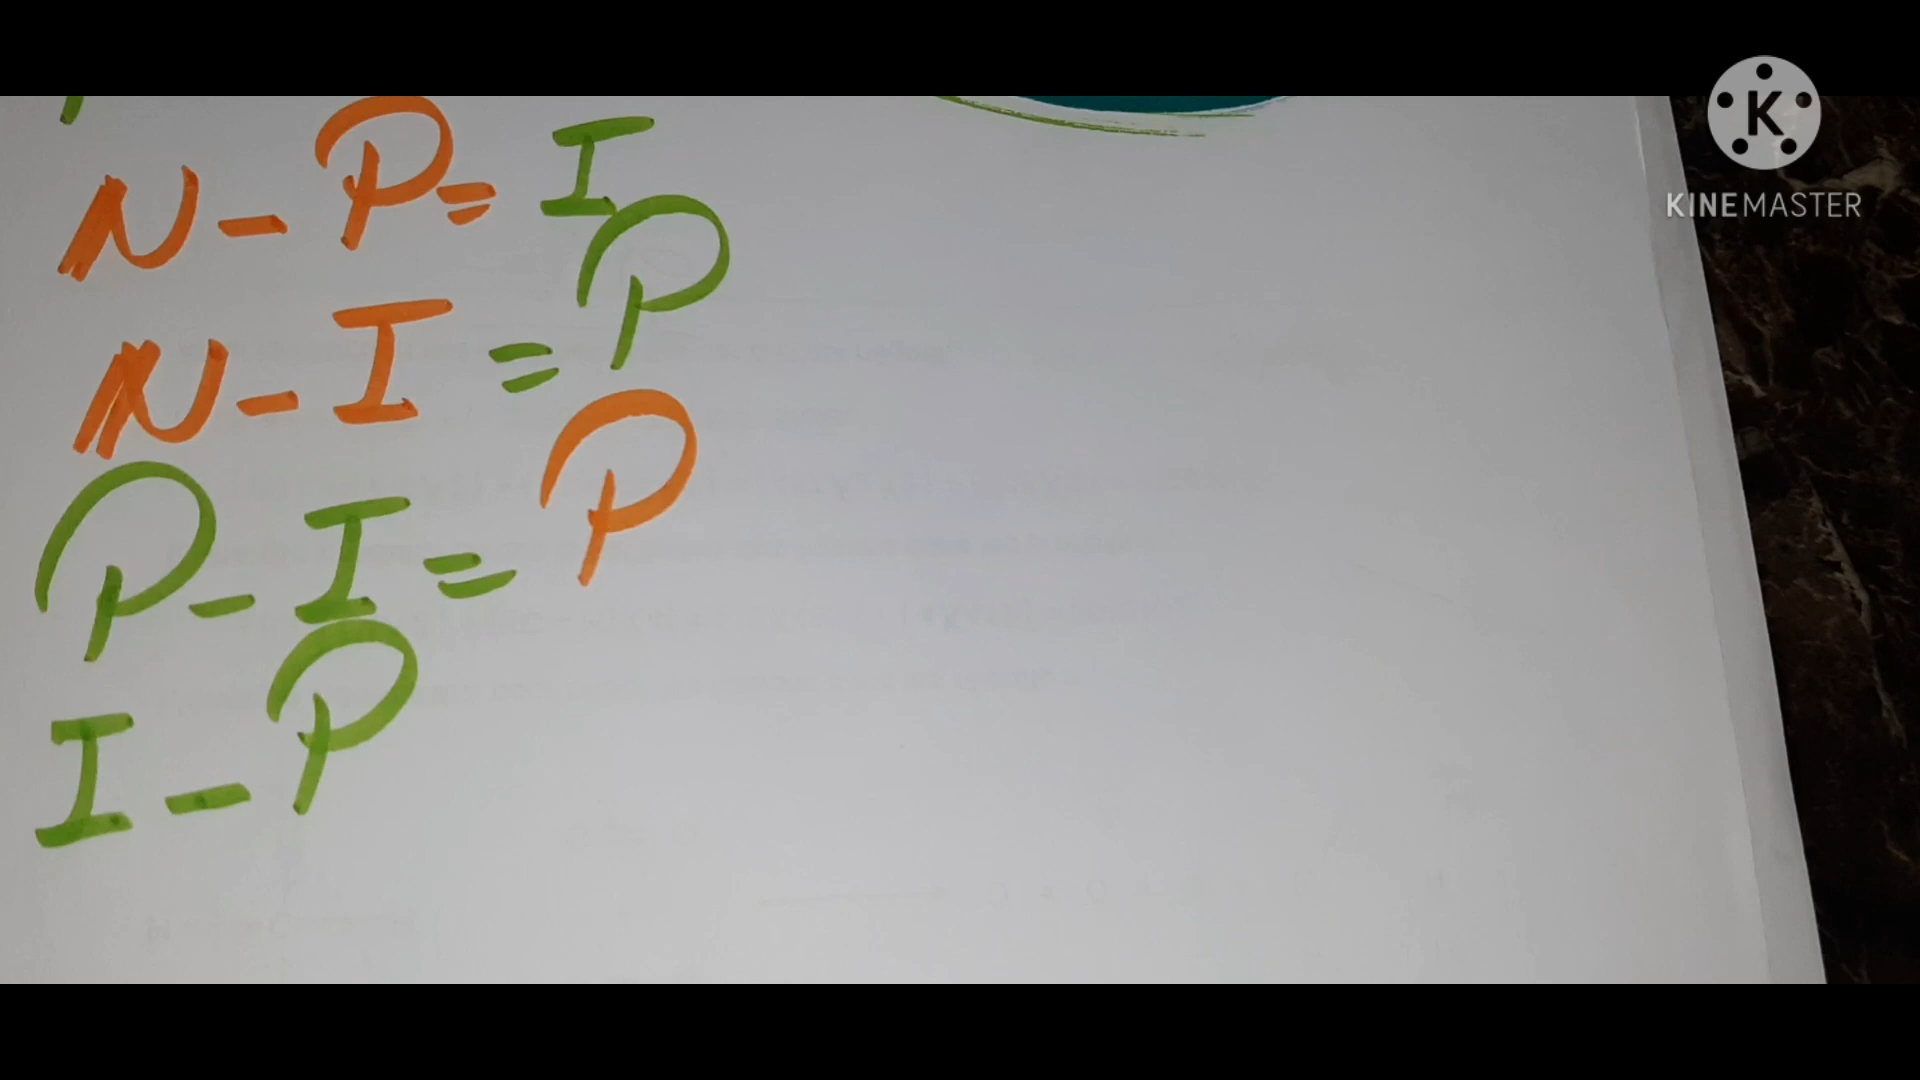 N - P = I
N - I = P
P - I = P
I - P
K
KINEMASTER